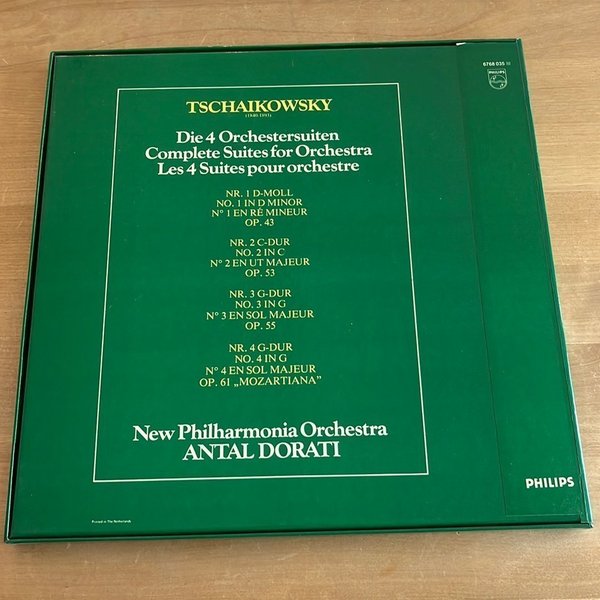 6768 035
PHILIPS
TSCHAIKOWSKY
(1840-1893)
Die 4 Orchestersuiten
Complete Suites for Orchestra
Les 4 Suites pour orchestre
NR. 1 D-MOLL
NO. 1 IN D MINOR
N° 1 EN RÉ MINEUR
OP. 43
NR. 2 C-DUR
NO. 2 IN C
N° 2 EN UT MAJEUR
OP. 53
NR. 3 G-DUR
NO. 3 IN G
N° 3 EN SOL MAJEUR
OP. 55
NR. 4 G-DUR
NO. 4 IN G
N° 4 EN SOL MAJEUR
OP. 61 „MOZARTIANA”
New Philharmonia Orchestra
ANTAL DORATI
PHILIPS
Printed in The Netherlands